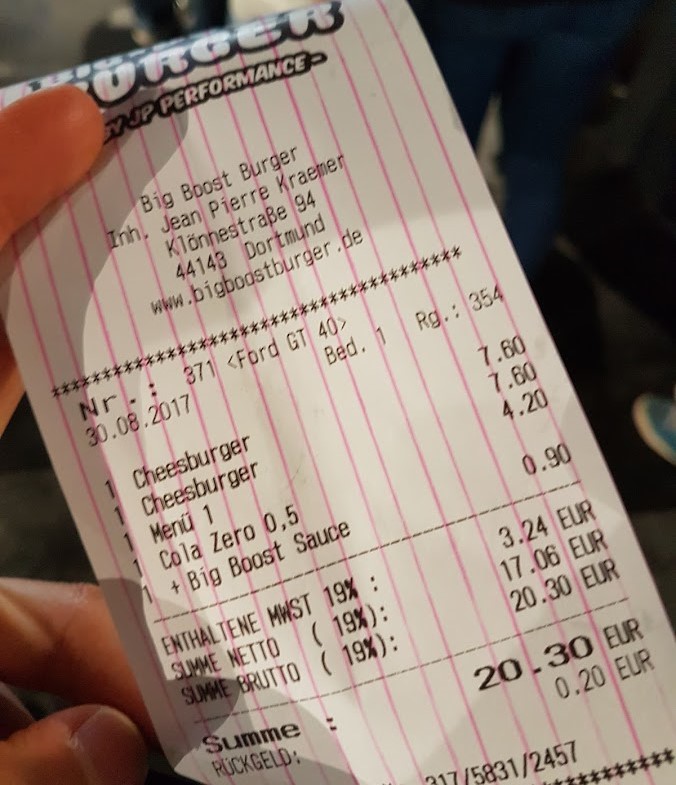 BURGER
BY JP PERFORMANCE-
Big Boost Burger
Inh. Jean Pierre Kraemer
Klönnestraße 94
44143 Dortmund
www.bigboostburger.de
****************************************
Nr.: 371 <Ford GT 40> Rg.: 354
30.08.2017 Bed. 1
1 Cheesburger 7.60
1 Cheesburger 7.60
1 Menü 1 4.20
1 Cola Zero 0,5
1 + Big Boost Sauce 0.90
ENTHALTENE MWST 19% : 3.24 EUR
SUMME NETTO ( 19%): 17.06 EUR
SUMME BRUTTO ( 19%): 20.30 EUR
Summe : 20.30 EUR
RÜCKGELD: 0.20 EUR
317/5831/2457